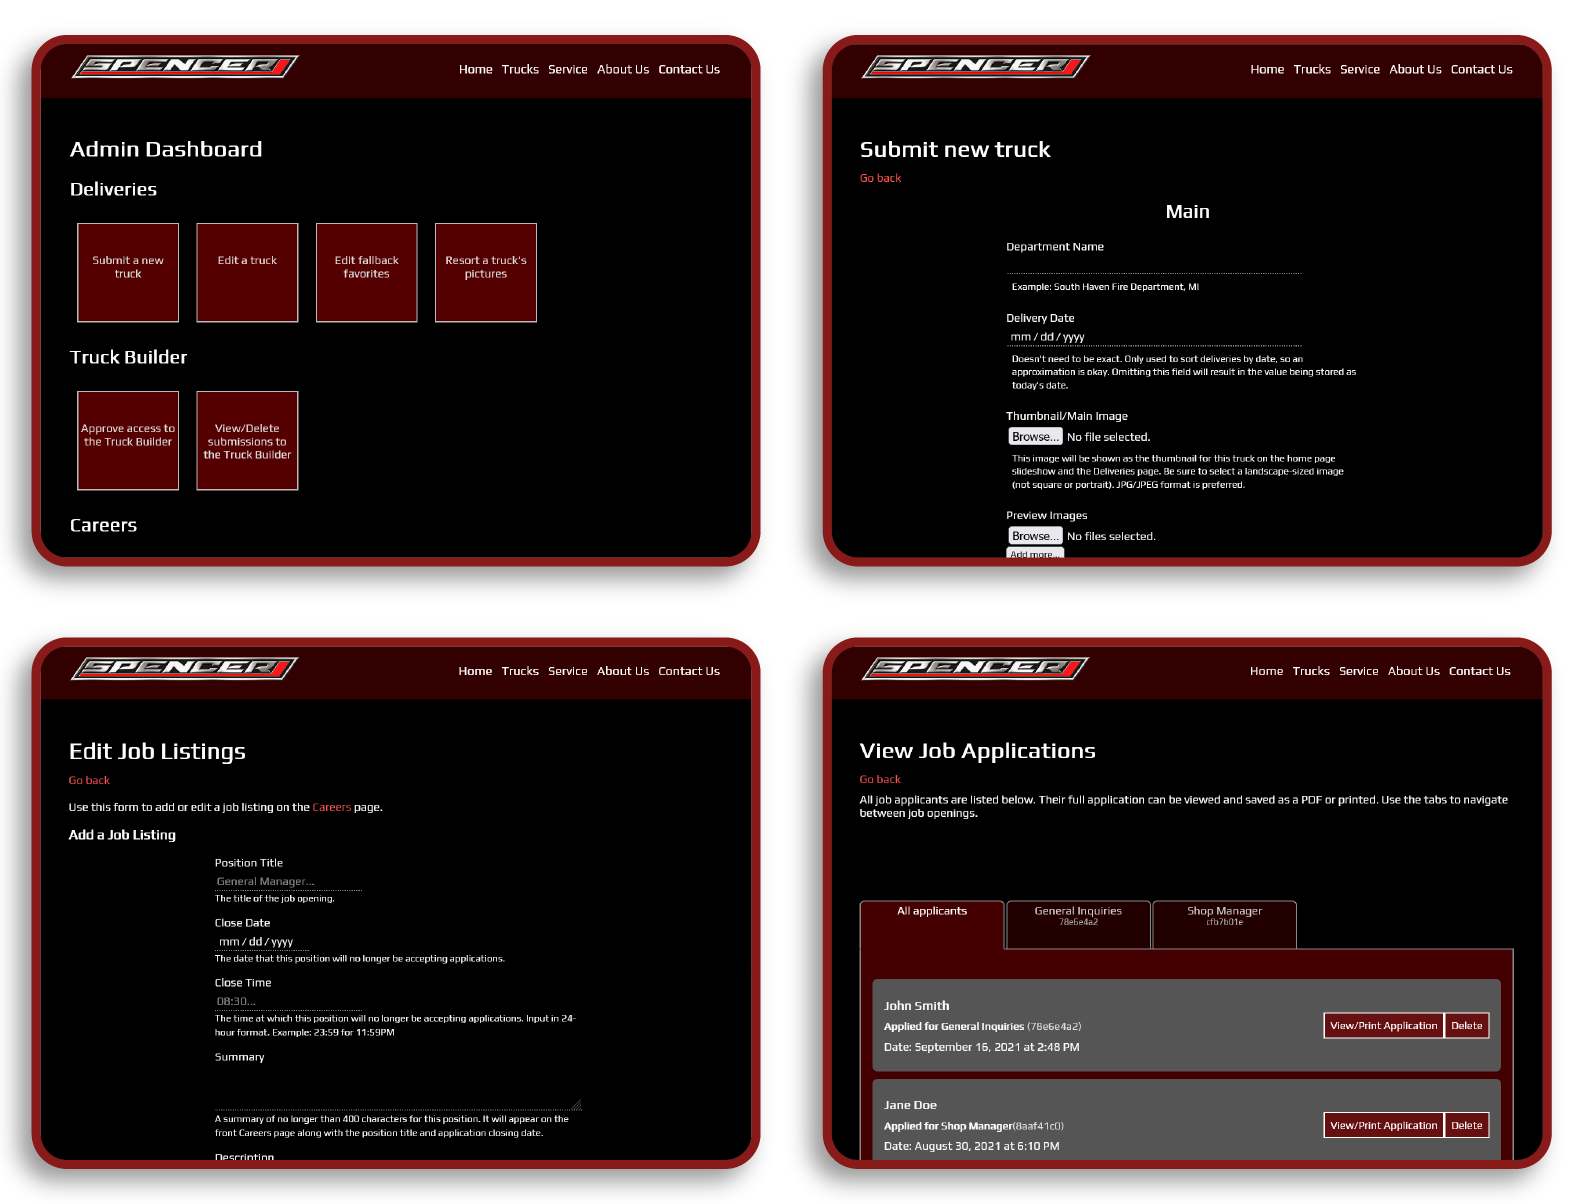 SPENCER
Home Trucks Service About Us Contact Us
Admin Dashboard
Deliveries
Submit a new
truck
Edit a truck
Edit fallback
favorites
Resort a truck's
pictures
Truck Builder
Approve access to
the Truck Builder
View/Delete
submissions to
the Truck Builder
Careers
SPENCER
Home Trucks Service About Us Contact Us
Submit new truck
Go back
Main
Department Name
Example: South Haven Fire Department, MI
Delivery Date
mm / dd / yyyy
Doesn't need to be exact. Only used to sort deliveries by date, so an
approximation is okay. Omitting this field will result in the value being stored as
today's date.
Thumbnail/Main Image
Browse... No file selected.
This image will be shown as the thumbnail for this truck on the home page
slideshow and the Deliveries page. Be sure to select a landscape-sized image
(not square or portrait). JPG/JPEG format is preferred.
Preview Images
Browse... No files selected.
Add more...
SPENCER
Home Trucks Service About Us Contact Us
Edit Job Listings
Go back
Use this form to add or edit a job listing on the Careers page.
Add a Job Listing
Position Title
General Manager...
The title of the job opening.
Close Date
mm / dd / yyyy
The date that this position will no longer be accepting applications.
Close Time
08:30...
The time at which this position will no longer be accepting applications. Input in 24-
hour format. Example: 23:59 for 11:59PM
Summary
A summary of no longer than 400 characters for this position. It will appear on the
front Careers page along with the position title and application closing date.
Description
SPENCER
Home Trucks Service About Us Contact Us
View Job Applications
Go back
All job applicants are listed below. Their full application can be viewed and saved as a PDF or printed. Use the tabs to navigate
between job openings.
All applicants
General Inquiries
78e6e4a2
Shop Manager
cfb7b01e
John Smith
Applied for General Inquiries (78e6e4a2)
Date: September 16, 2021 at 2:48 PM
View/Print Application Delete
Jane Doe
Applied for Shop Manager(8aaf41c0)
Date: August 30, 2021 at 6:10 PM
View/Print Application Delete